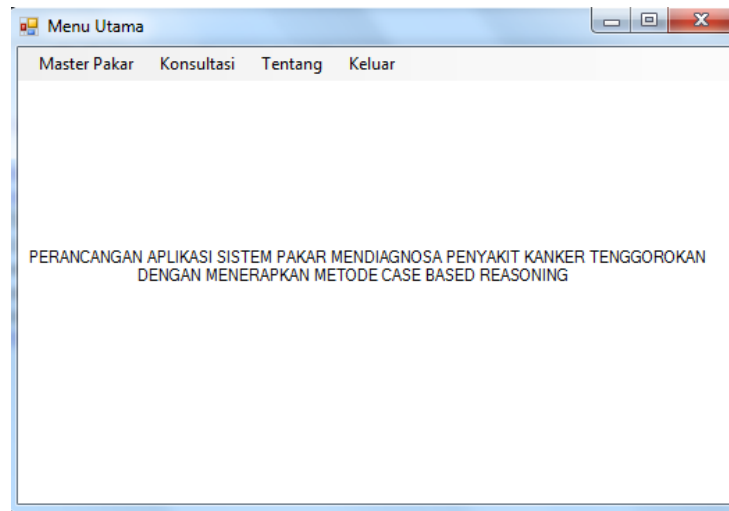 Menu Utama
Master Pakar Konsultasi Tentang Keluar
PERANCANGAN APLIKASI SISTEM PAKAR MENDIAGNOSA PENYAKIT KANKER TENGGOROKAN
DENGAN MENERAPKAN METODE CASE BASED REASONING